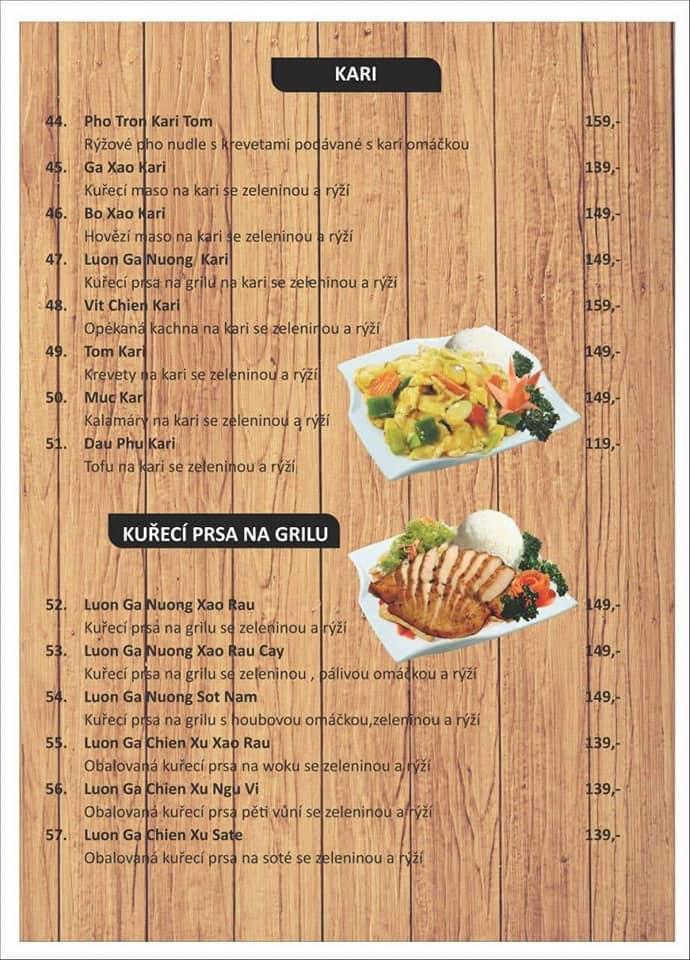 KARI
44. Pho Tron Kari Tom 159,-
Rýžové pho nudle s krevetami podávané s kari omáčkou
45. Ga Xao Kari 139,-
Kuřecí maso na kari se zeleninou a rýží
46. Bo Xao Kari 149,-
Hovězí maso na kari se zeleninou a rýží
47. Luon Ga Nuong Kari 149,-
Kuřecí prsa na grilu na kari se zeleninou a rýží
48. Vit Chien Kari 159,-
Opékaná kachna na kari se zeleninou a rýží
49. Tom Kari 149,-
Krevety na kari se zeleninou a rýží
50. Muc Kari 149,-
Kalamáry na kari se zeleninou a rýží
51. Dau Phu Kari 119,-
Tofu na kari se zeleninou a rýží
KUŘECÍ PRSA NA GRILU
52. Luon Ga Nuong Xao Rau 149,-
Kuřecí prsa na grilu se zeleninou a rýží
53. Luon Ga Nuong Xao Rau Cay 149,-
Kuřecí prsa na grilu se zeleninou , pálivou omáčkou a rýží
54. Luon Ga Nuong Sot Nam 149,-
Kuřecí prsa na grilu s houbovou omáčkou,zeleninou a rýží
55. Luon Ga Chien Xu Xao Rau 139,-
Obalovaná kuřecí prsa na woku se zeleninou a rýží
56. Luon Ga Chien Xu Ngu Vi 139,-
Obalovaná kuřecí prsa pěti vůní se zeleninou a rýží
57. Luon Ga Chien Xu Sate 139,-
Obalovaná kuřecí prsa na soté se zeleninou a rýží